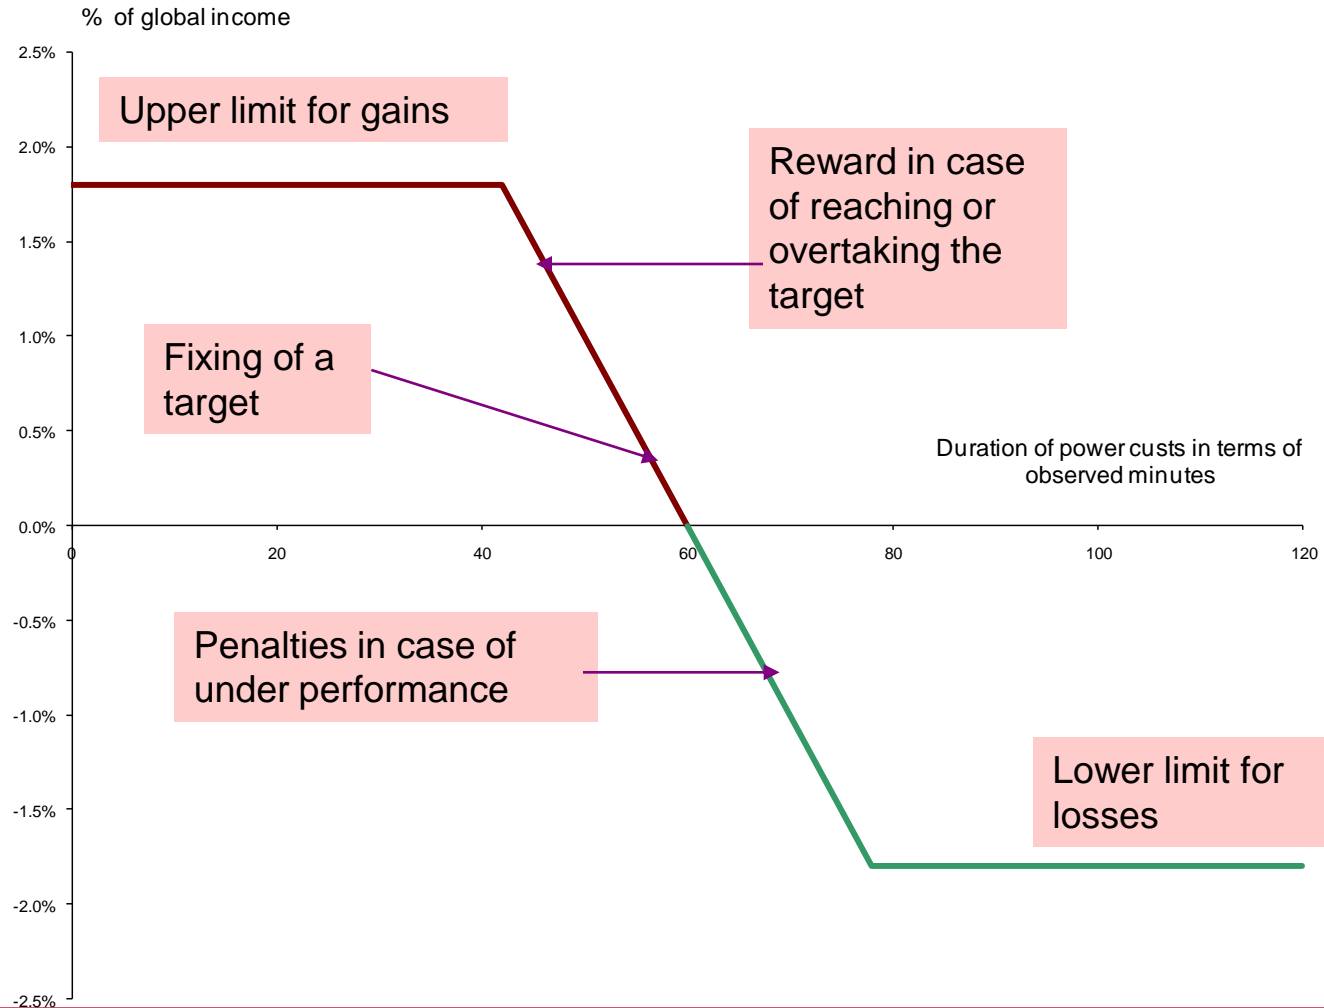 % of global income
2.5%
Upper limit for gains
2.0%
Reward in case
of reaching or
overtaking the
target
1.5%
1.0%
Fixing of a
target
0.5%
Duration of power custs in terms of
observed minutes
0.0%
0 20 40 60 80 100 120
-0.5%
Penalties in case of
under performance
-1.0%
Lower limit for
losses
-1.5%
-2.0%
-2.5%